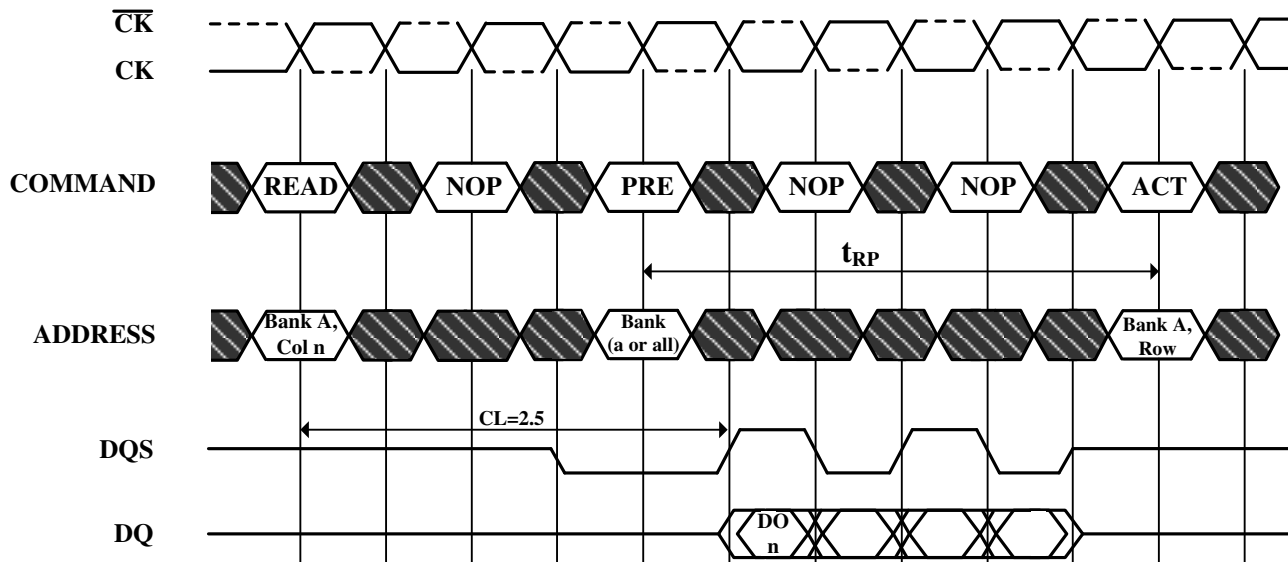 CK
CK
COMMAND READ NOP PRE NOP NOP ACT
tRP
ADDRESS Bank A, Col n Bank (a or all) Bank A, Row
CL=2.5
DQS
DQ DO n